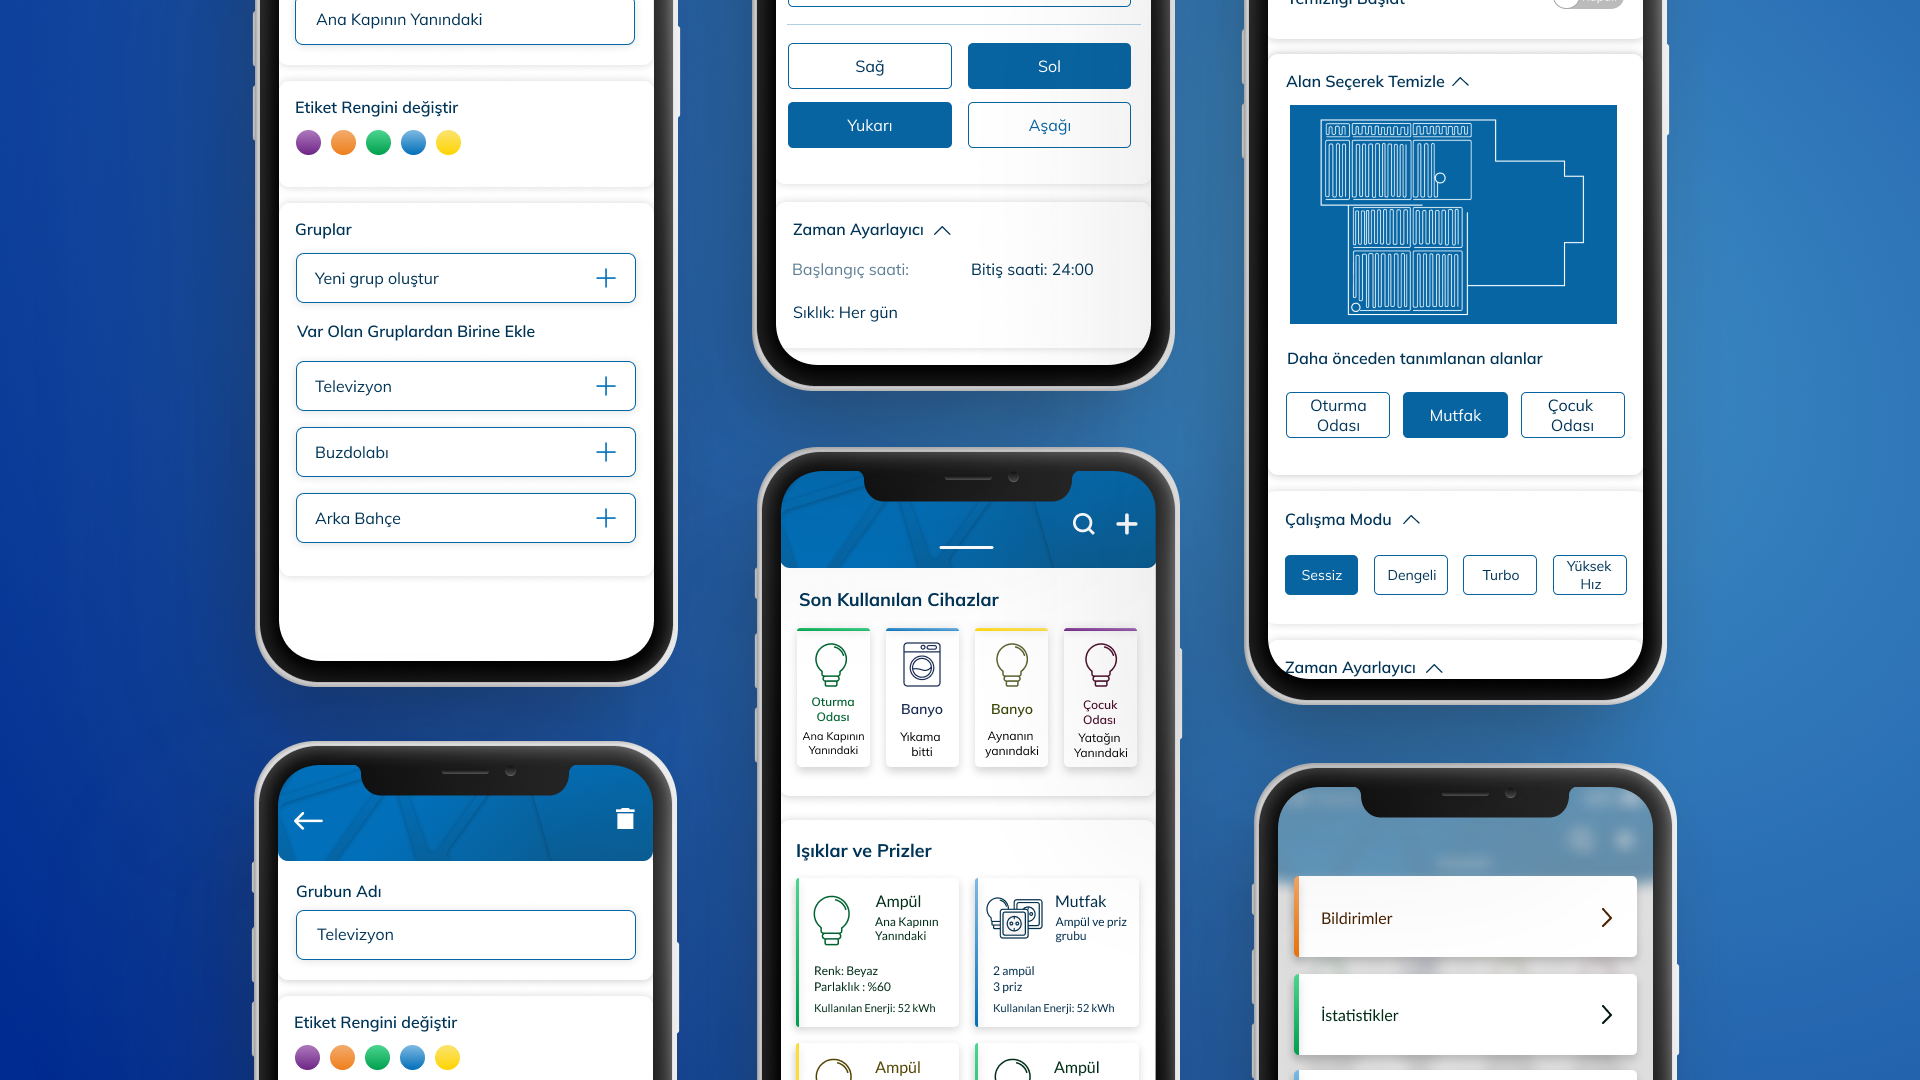 Ana Kapının Yanındaki
Etiket Rengini değiştir
Gruplar
Yeni grup oluştur
Var Olan Gruplardan Birine Ekle
Televizyon
Buzdolabı
Arka Bahçe
Grubun Adı
Televizyon
Etiket Rengini değiştir
Sağ
Sol
Yukarı
Aşağı
Zaman Ayarlayıcı
Başlangıç saati:
Bitiş saati: 24:00
Sıklık: Her gün
Son Kullanılan Cihazlar
Oturma
Odası
Ana Kapının
Yanındaki
Banyo
Yıkama
bitti
Banyo
Aynanın
yanındaki
Çocuk
Odası
Yatağın
Yanındaki
Işıklar ve Prizler
Ampül
Ana Kapının
Yanındaki
Renk: Beyaz
Parlaklık : %60
Kullanılan Enerji: 52 kWh
Mutfak
Ampül ve priz
grubu
2 ampül
3 priz
Kullanılan Enerji: 52 kWh
Ampül
Ampül
Temizliği Başlat
Alan Seçerek Temizle
Daha önceden tanımlanan alanlar
Oturma
Odası
Mutfak
Çocuk
Odası
Çalışma Modu
Sessiz
Dengeli
Turbo
Yüksek
Hız
Zaman Ayarlayıcı
Bildirimler
İstatistikler